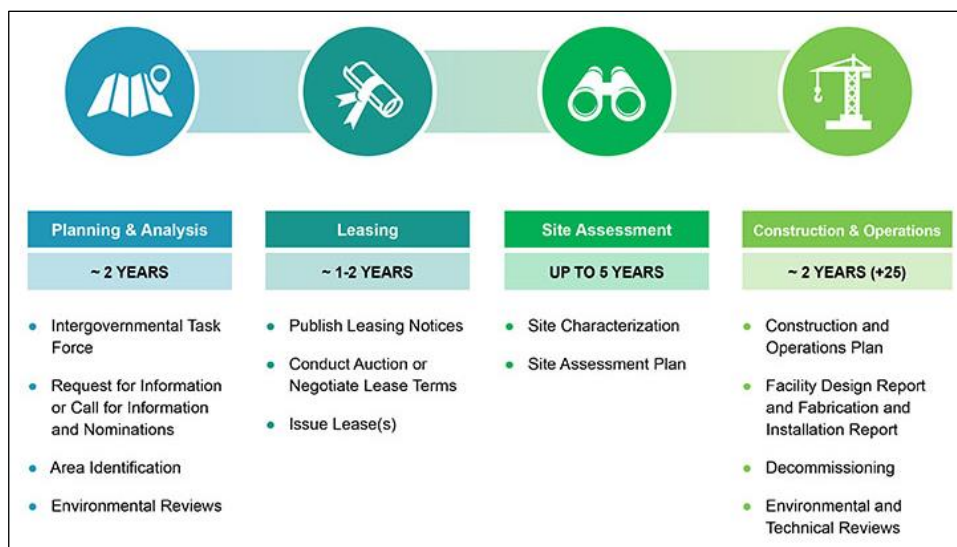 Planning & Analysis
~ 2 YEARS
Intergovernmental Task
Force
Request for Information
or Call for Information
and Nominations
Area Identification
Environmental Reviews
Leasing
~ 1-2 YEARS
Publish Leasing Notices
Conduct Auction or
Negotiate Lease Terms
Issue Lease(s)
Site Assessment
UP TO 5 YEARS
Site Characterization
Site Assessment Plan
Construction & Operations
~ 2 YEARS (+25)
Construction and
Operations Plan
Facility Design Report
and Fabrication and
Installation Report
Decommissioning
Environmental and
Technical Reviews